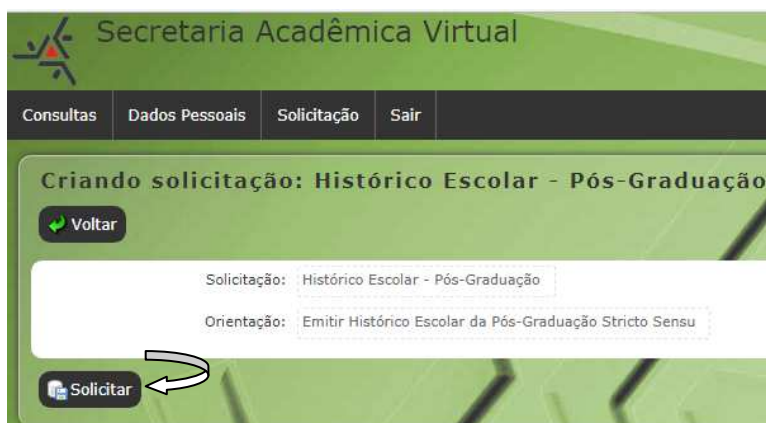 Secretaria Acadêmica Virtual
Consultas Dados Pessoais Solicitação Sair
Criando solicitação: Histórico Escolar - Pós-Graduação
Voltar
Solicitação: Histórico Escolar - Pós-Graduação
Orientação: Emitir Histórico Escolar da Pós-Graduação Stricto Sensu
Solicitar